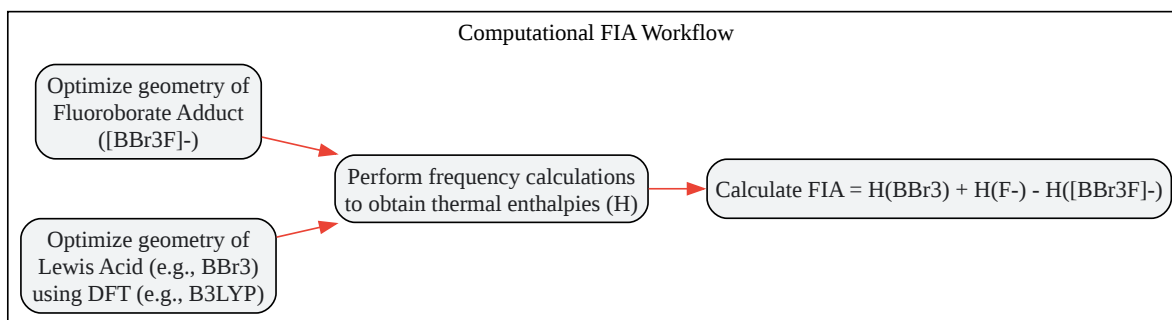 Computational FIA Workflow
Optimize geometry of
Fluoroborate Adduct
([BBr3F]-)
Optimize geometry of
Lewis Acid (e.g., BBr3)
using DFT (e.g., B3LYP)
Perform frequency calculations
to obtain thermal enthalpies (H)
Calculate FIA = H(BBr3) + H(F-) - H([BBr3F]-)